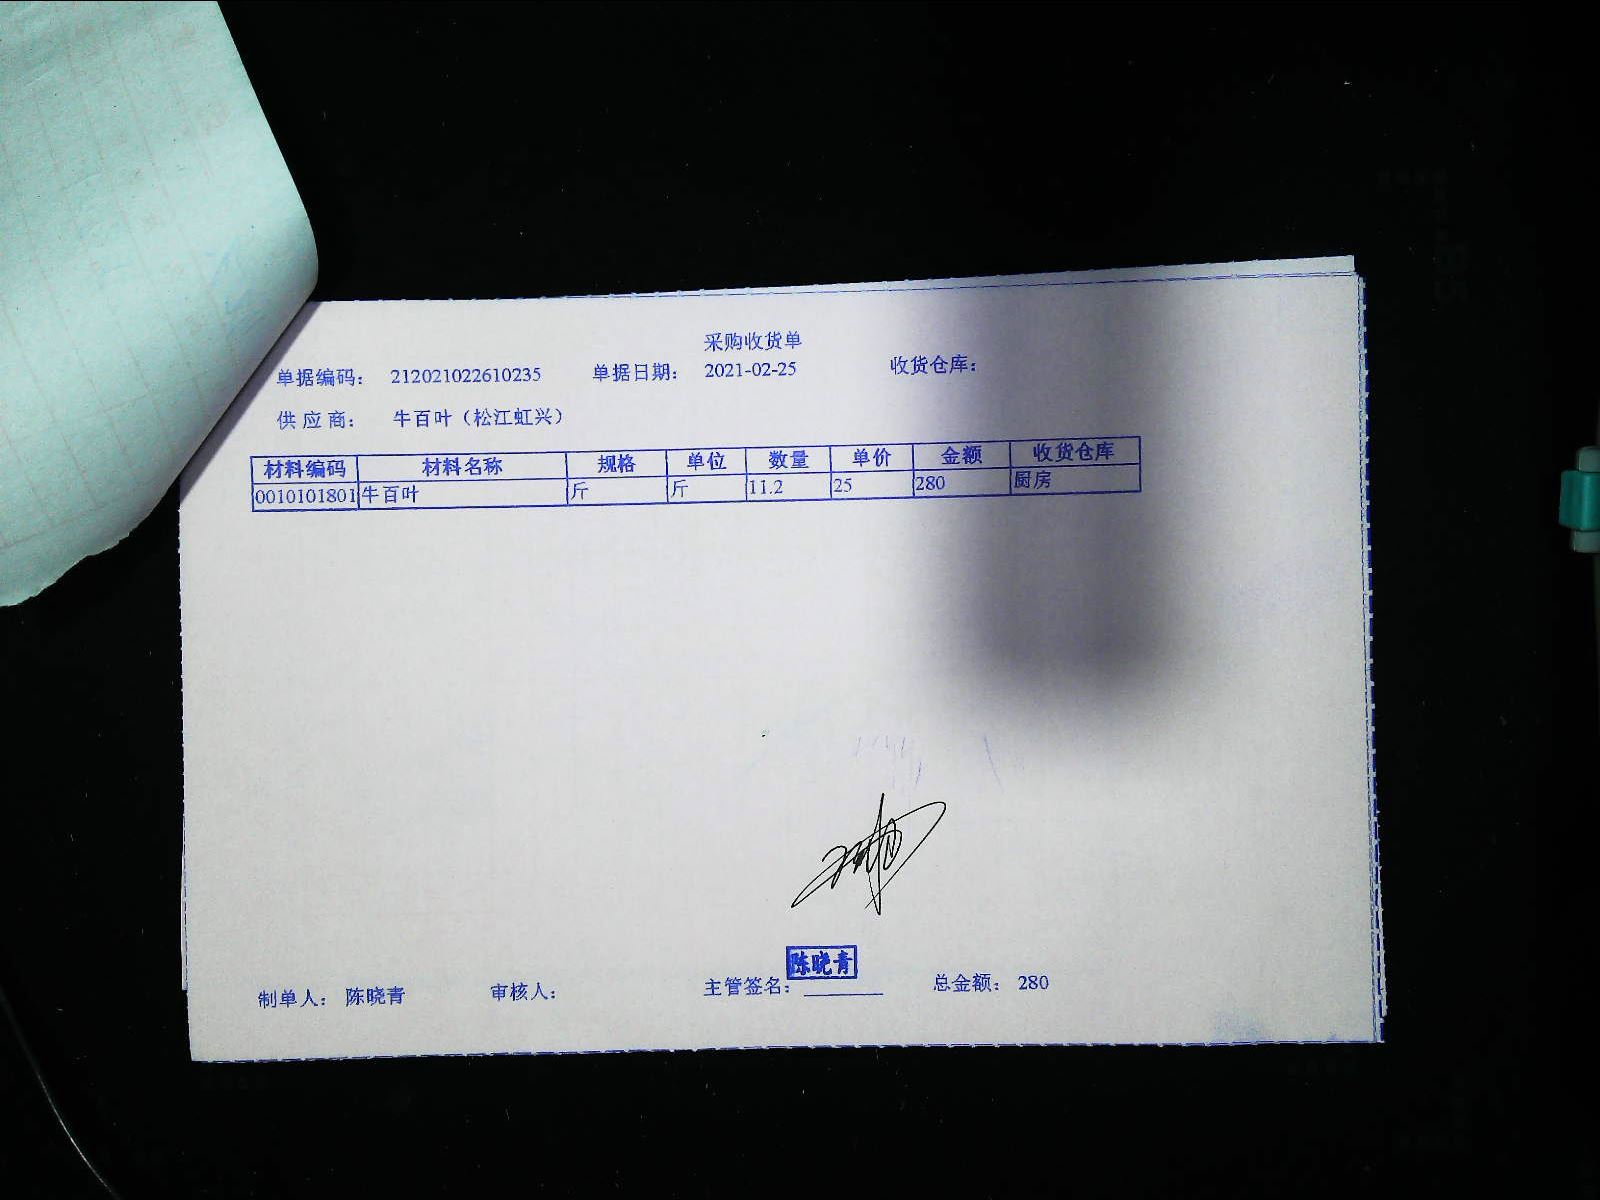 采购收货单
单据编码： 212021022610235 单据日期： 2021-02-25 收货仓库：
供应商： 牛百叶（松江虹兴）
材料编码 材料名称 规格 单位 数量 单价 金额 收货仓库
0010101801 牛百叶 斤 斤 11.2 25 280 厨房
陈晓青
制单人： 陈晓青 审核人： 主管签名： 总金额： 280